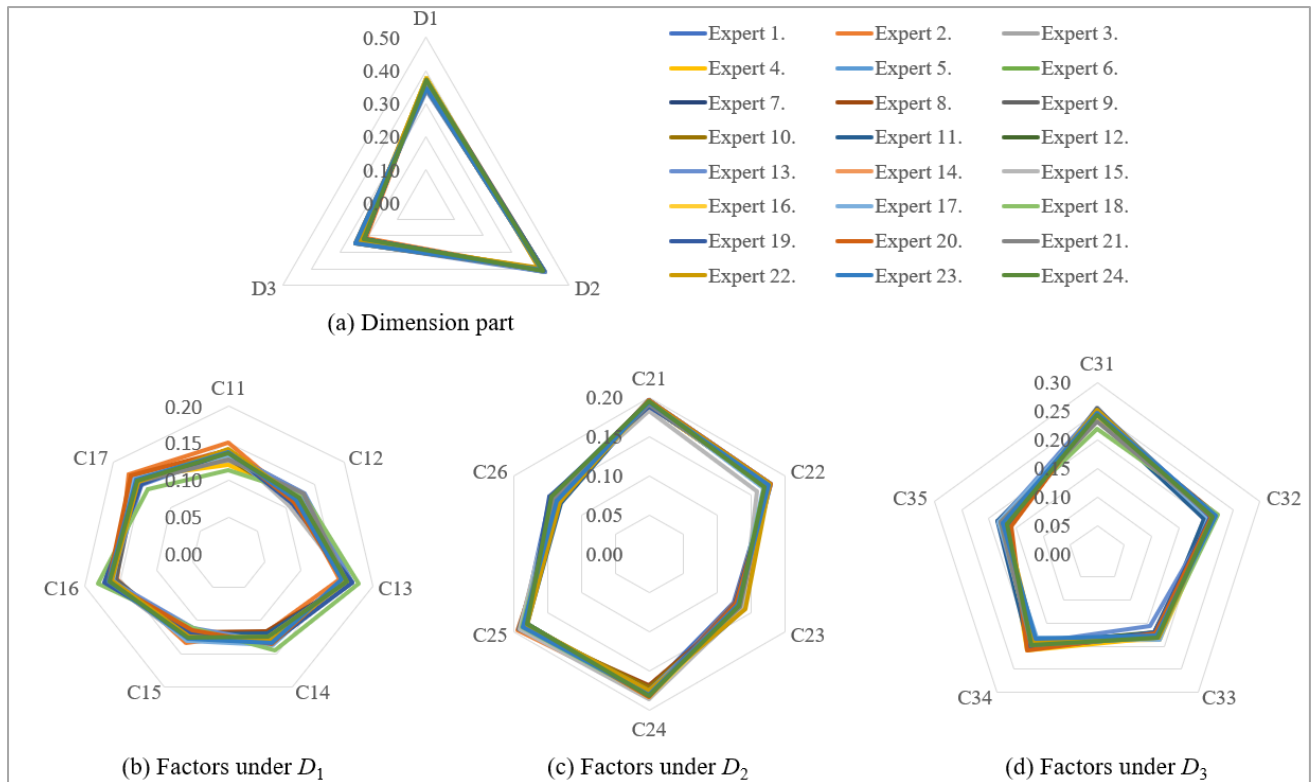 D1
0.50
0.40
0.30
0.20
0.10
0.00
D3
D2
(a) Dimension part
Expert 1. Expert 2. Expert 3.
Expert 4. Expert 5. Expert 6.
Expert 7. Expert 8. Expert 9.
Expert 10. Expert 11. Expert 12.
Expert 13. Expert 14. Expert 15.
Expert 16. Expert 17. Expert 18.
Expert 19. Expert 20. Expert 21.
Expert 22. Expert 23. Expert 24.
C11
0.20
0.15
0.10
0.05
0.00
C12
C13
C14
C15
C16
C17
(b) Factors under D1
C21
0.20
0.15
0.10
0.05
0.00
C22
C23
C24
C25
C26
(c) Factors under D2
C31
0.30
0.25
0.20
0.15
0.10
0.05
0.00
C32
C33
C34
C35
(d) Factors under D3